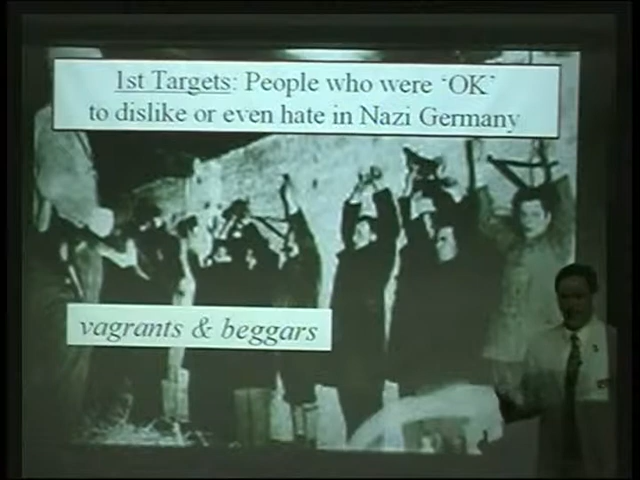 1st Targets: People who were ‘OK’
to dislike or even hate in Nazi Germany
vagrants & beggars